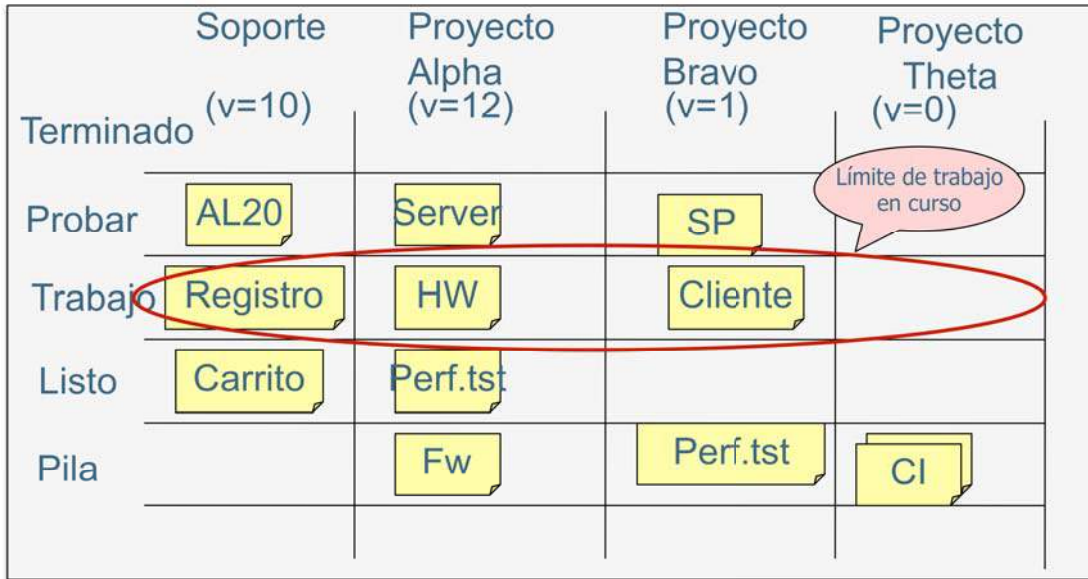 Soporte
Proyecto
Alpha
Proyecto
Bravo
Proyecto
Theta
(v=10)
(v=12)
(v=1)
(v=0)
Terminado
Límite de trabajo
en curso
Probar
AL20
Server
SP
Trabajo
Registro
HW
Cliente
Listo
Carrito
Perf.tst
Pila
Fw
Perf.tst
CI